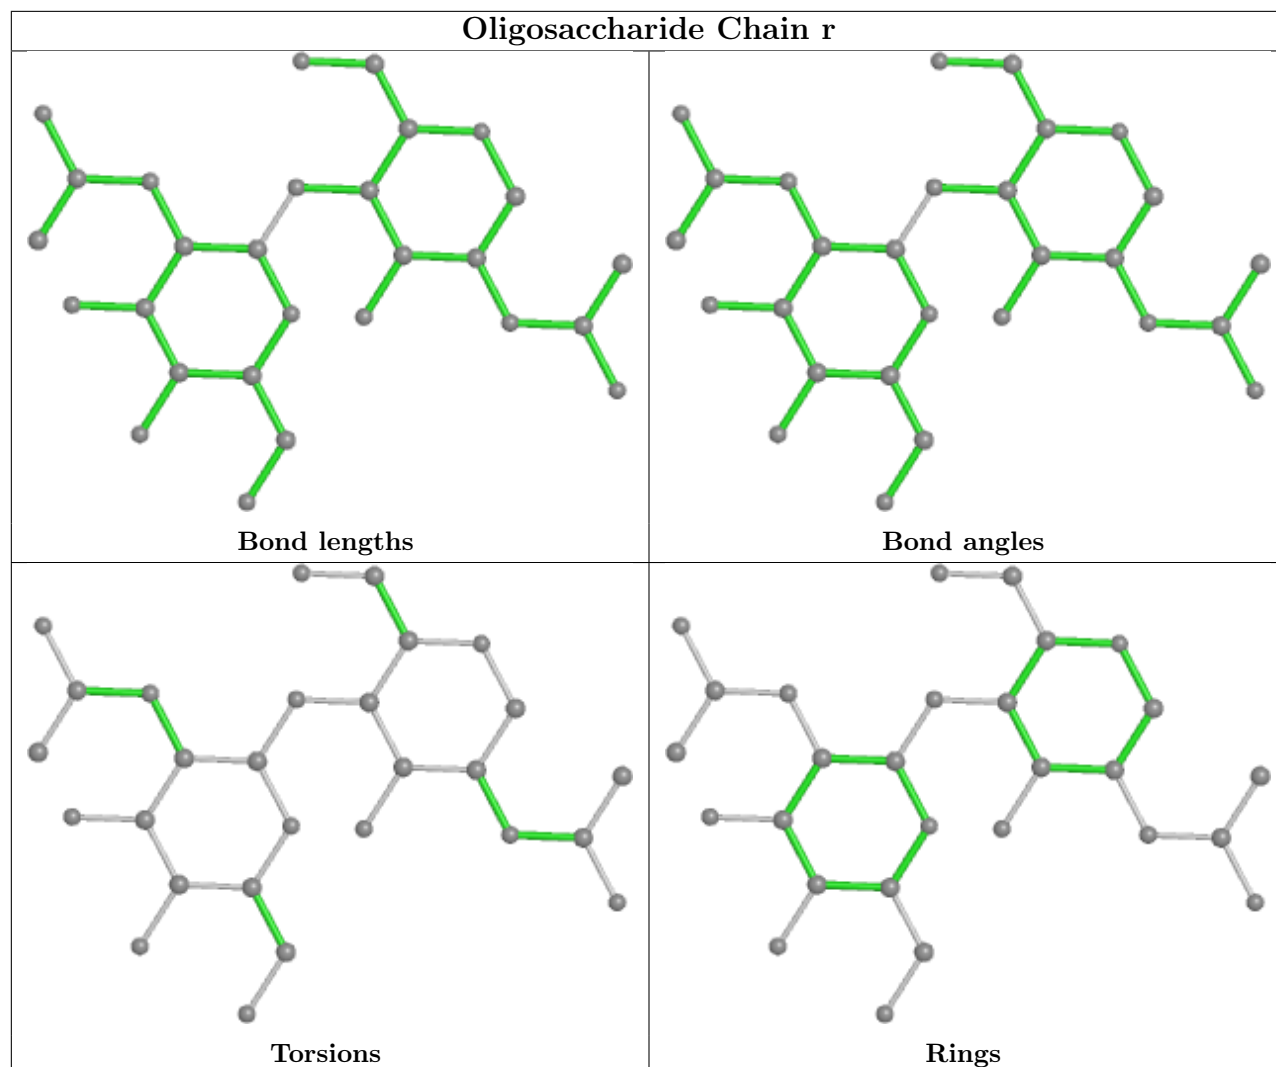 Oligosaccharide Chain r
Bond lengths
Bond angles
Torsions
Rings